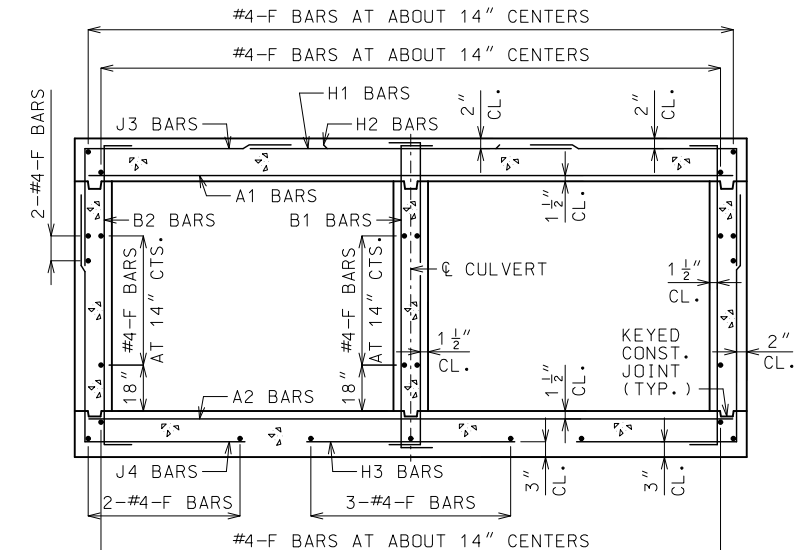 #4-F BARS AT ABOUT 14" CENTERS
#4-F BARS AT ABOUT 14" CENTERS
2-#4-F BARS
H1 BARS
J3 BARS
H2 BARS
2"
CL.
2"
CL.
A1 BARS
B2 BARS
B1 BARS
1 1/2"
CL.
#4-F BARS
AT 14" CTS.
#4-F BARS
AT 14" CTS.
℄ CULVERT
1 1/2"
CL.
18"
18"
1 1/2"
CL.
1 1/2"
CL.
KEYED
CONST.
JOINT
(TYP.)
2"
CL.
A2 BARS
J4 BARS
H3 BARS
3"
CL.
3"
CL.
2-#4-F BARS
3-#4-F BARS
#4-F BARS AT ABOUT 14" CENTERS